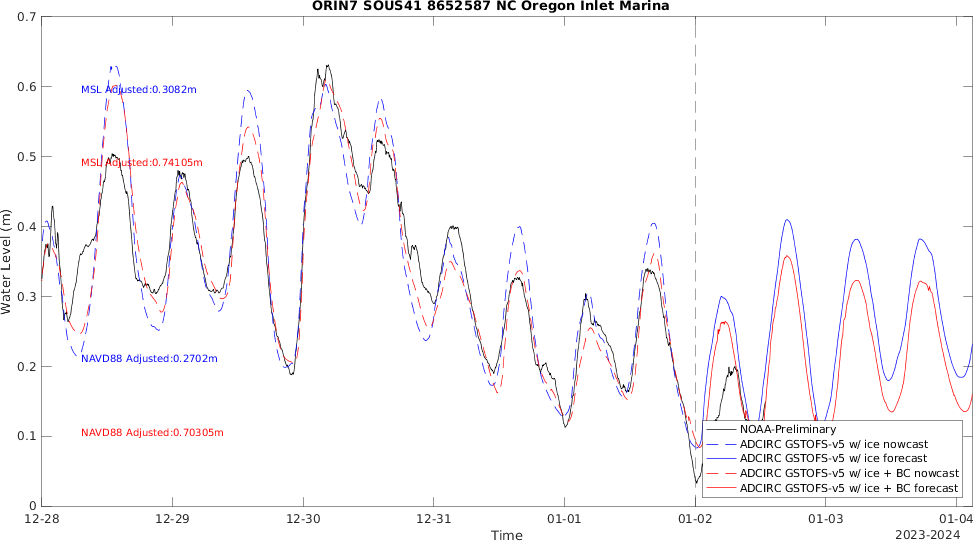 ORIN7 SOUS41 8652587 NC Oregon Inlet Marina
0.7
0.6
0.5
0.4
0.3
0.2
0.1
0
Water Level (m)
MSL Adjusted:0.3082m
MSL Adjusted:0.74105m
NAVD88 Adjusted:0.2702m
NAVD88 Adjusted:0.70305m
NOAA-Preliminary
ADCIRC GSTOFS-v5 w/ ice nowcast
ADCIRC GSTOFS-v5 w/ ice forecast
ADCIRC GSTOFS-v5 w/ ice + BC nowcast
ADCIRC GSTOFS-v5 w/ ice + BC forecast
12-28 12-29 12-30 12-31 01-01 01-02 01-03 01-04
Time
2023-2024